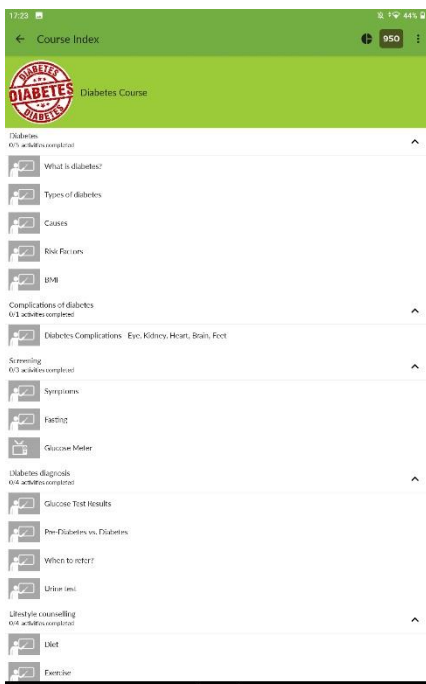 17:23 44%
Course Index 950
DIABETES
DIABETES
DIABETES
Diabetes Course
Diabetes
0/5 activities completed
What is diabetes?
Types of diabetes
Causes
Risk Factors
BMI
Complications of diabetes
0/1 activities completed
Diabetes Complications - Eye, Kidney, Heart, Brain, Feet
Screening
0/3 activities completed
Symptoms
Fasting
Glucose Meter
Diabetes diagnosis
0/4 activities completed
Glucose Test Results
Pre-Diabetes vs. Diabetes
When to refer?
Urine test
Lifestyle counselling
0/4 activities completed
Diet
Exercise